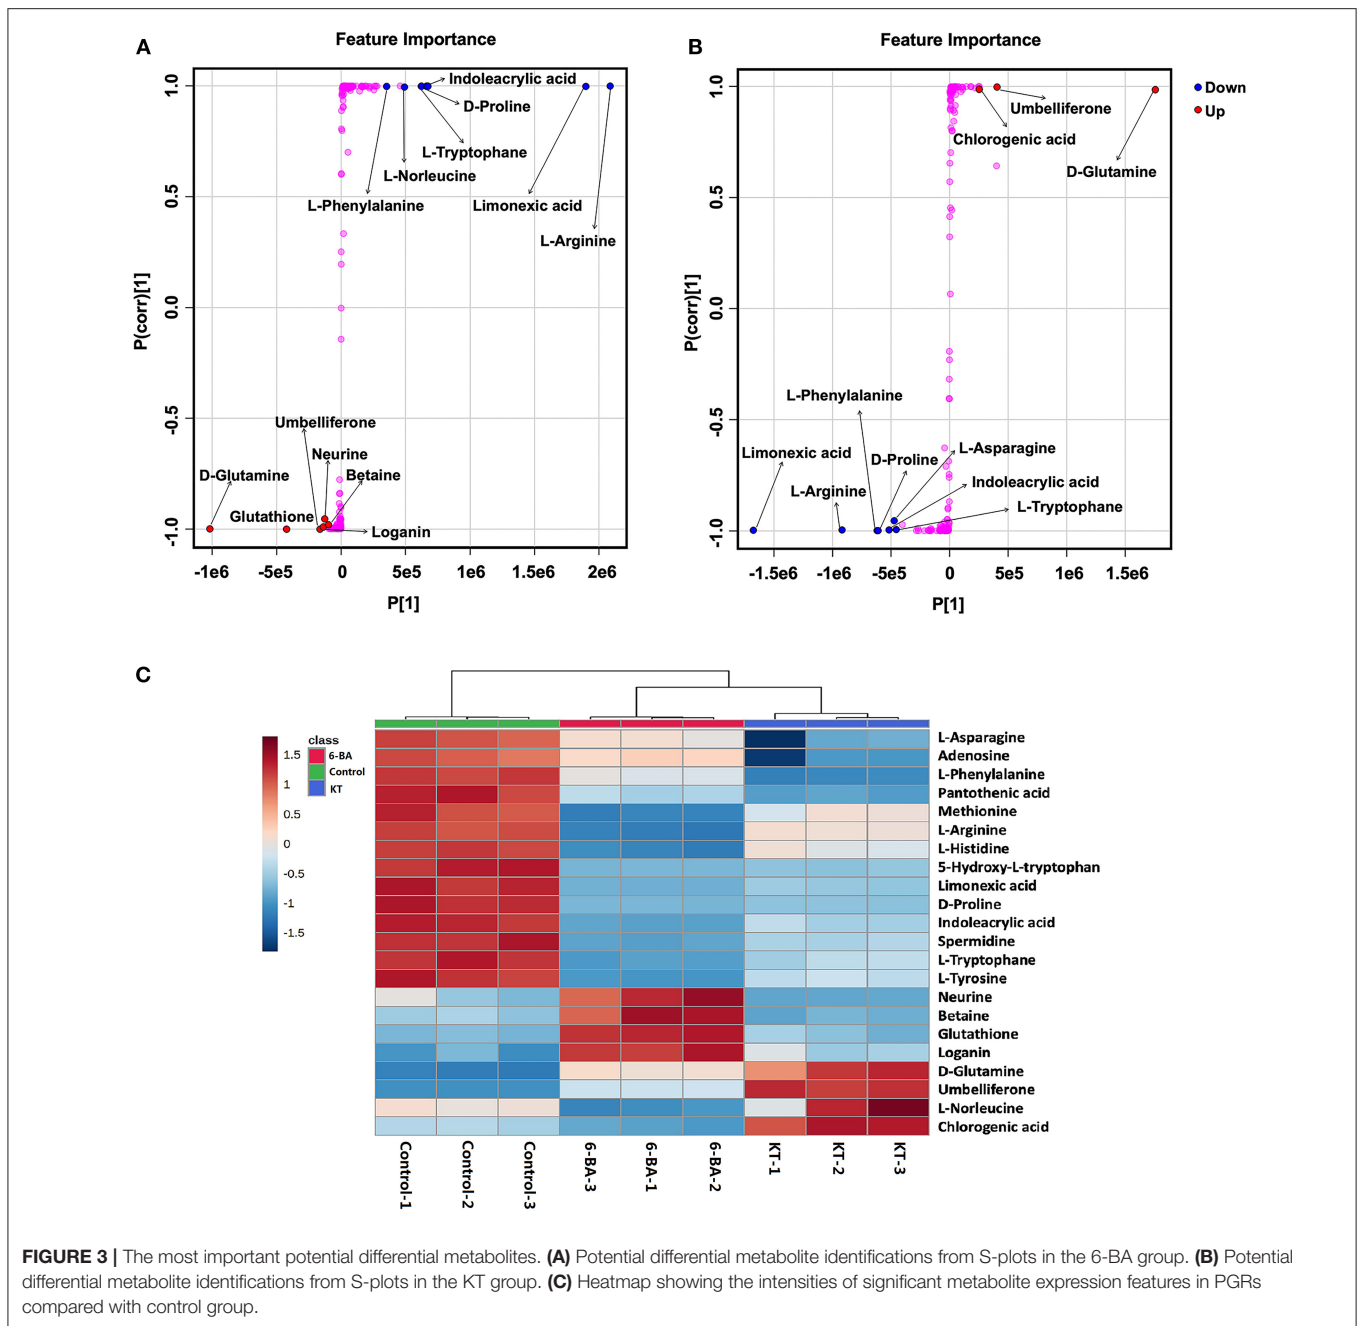 A
Feature Importance
1.0
0.5
0.0
-0.5
-1.0
P(corr)[1]
Indoleacrylic acid
D-Proline
L-Tryptophane
L-Norleucine
L-Phenylalanine
Limonexic acid
L-Arginine
Umbelliferone
Neurine
D-Glutamine
Betaine
Glutathione
Loganin
-1e6 -5e5 0 5e5 1e6 1.5e6 2e6
P[1]
B
Feature Importance
1.0
0.5
0.0
-0.5
-1.0
P(corr)[1]
Umbelliferone
Chlorogenic acid
D-Glutamine
L-Phenylalanine
Limonexic acid
L-Asparagine
D-Proline
Indoleacrylic acid
L-Arginine
L-Tryptophane
-1.5e6 -1e6 -5e5 0 5e5 1e6 1.5e6
P[1]
Down
Up
C
1.5
1
0.5
0
-0.5
-1
-1.5
class
6-BA
Control
KT
L-Asparagine
Adenosine
L-Phenylalanine
Pantothenic acid
Methionine
L-Arginine
L-Histidine
5-Hydroxy-L-tryptophan
Limonexic acid
D-Proline
Indoleacrylic acid
Spermidine
L-Tryptophane
L-Tyrosine
Neurine
Betaine
Glutathione
Loganin
D-Glutamine
Umbelliferone
L-Norleucine
Chlorogenic acid
Control-1
Control-2
Control-3
6-BA-3
6-BA-1
6-BA-2
KT-1
KT-2
KT-3
FIGURE 3 | The most important potential differential metabolites. (A) Potential differential metabolite identifications from S-plots in the 6-BA group. (B) Potential
differential metabolite identifications from S-plots in the KT group. (C) Heatmap showing the intensities of significant metabolite expression features in PGRs
compared with control group.